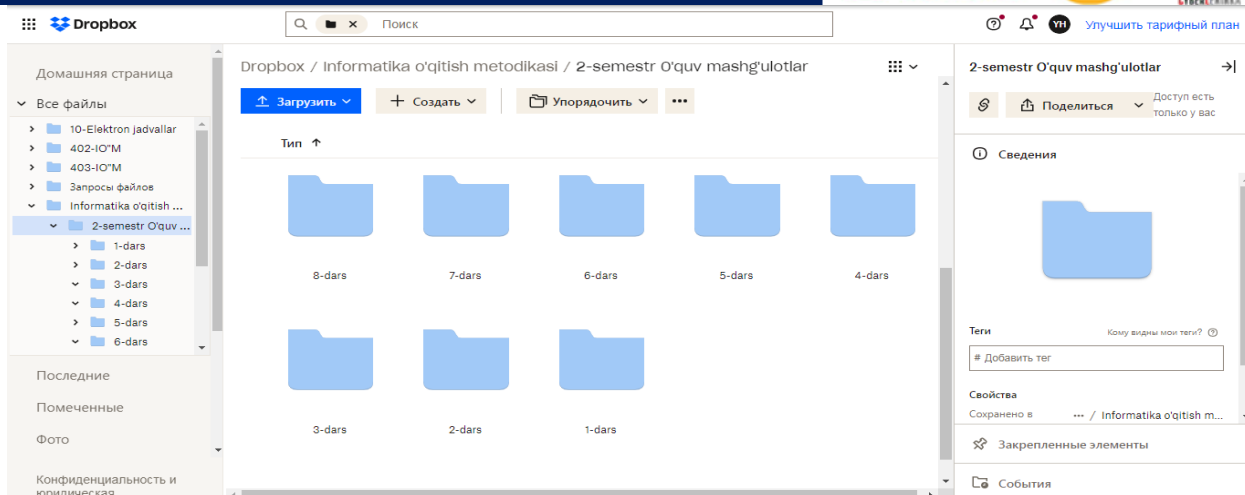 Dropbox
Поиск
YH
Улучшить тарифный план
Домашняя страница
Все файлы
10-Elektron jadvallar
402-IO"M
403-IO"M
Запросы файлов
Informatika o'qitish ...
2-semestr O'quv ...
1-dars
2-dars
3-dars
4-dars
5-dars
6-dars
Последние
Помеченные
Фото
Конфиденциальность и
юридическая
Dropbox / Informatika o'qitish metodikasi / 2-semestr O'quv mashg'ulotlar
Загрузить
Создать
Упорядочить
Тип
8-dars 7-dars 6-dars 5-dars 4-dars
3-dars 2-dars 1-dars
2-semestr O'quv mashg'ulotlar
Поделиться
Доступ есть
только у вас
Сведения
Теги Кому видны мои теги?
# Добавить тег
Свойства
Сохранено в ••• / Informatika o'qitish m...
Закрепленные элементы
События